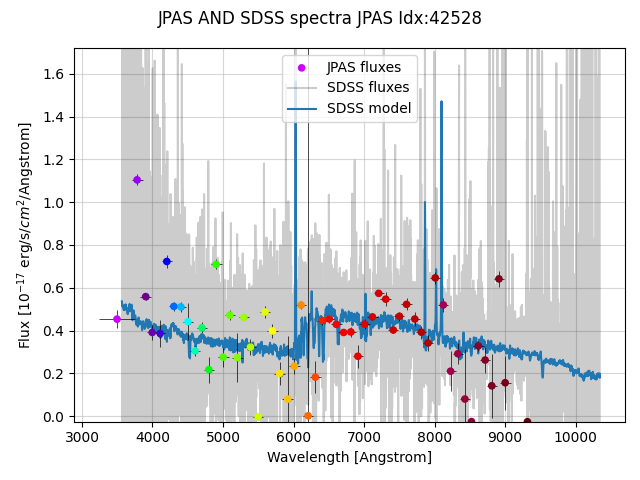 JPAS AND SDSS spectra JPAS Idx:42528
JPAS fluxes
SDSS fluxes
SDSS model
Flux [10⁻¹⁷ erg/s/cm²/Angstrom]
1.6
1.4
1.2
1.0
0.8
0.6
0.4
0.2
0.0
3000 4000 5000 6000 7000 8000 9000 10000
Wavelength [Angstrom]